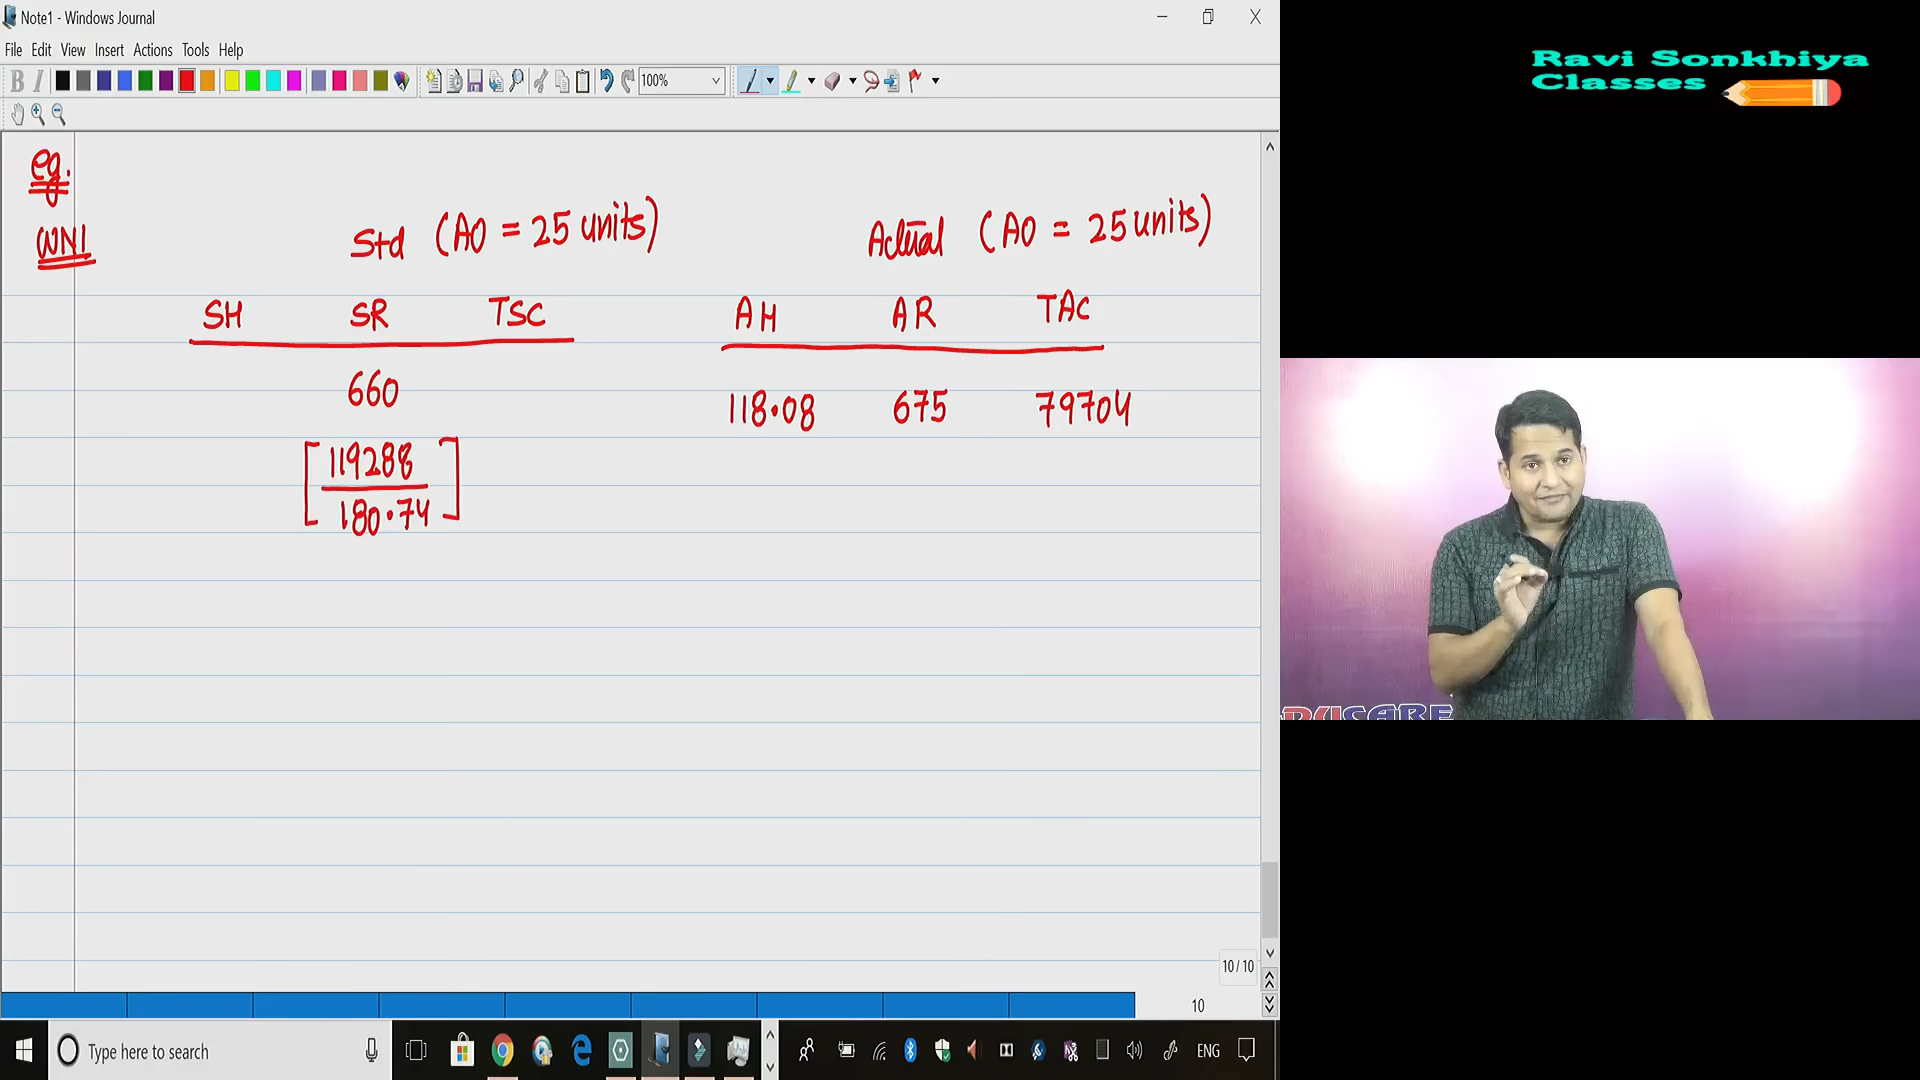 Note1 - Windows Journal
File Edit View Insert Actions Tools Help
B I 100%
Ravi Sonkhiya
Classes
eg.
WN1
Std (AO = 25 units) Actual (AO = 25 units)
SH SR TSC AH AR TAC
660 118.08 675 79704
[119288
180.74]
10 / 10
10
Type here to search
ENG